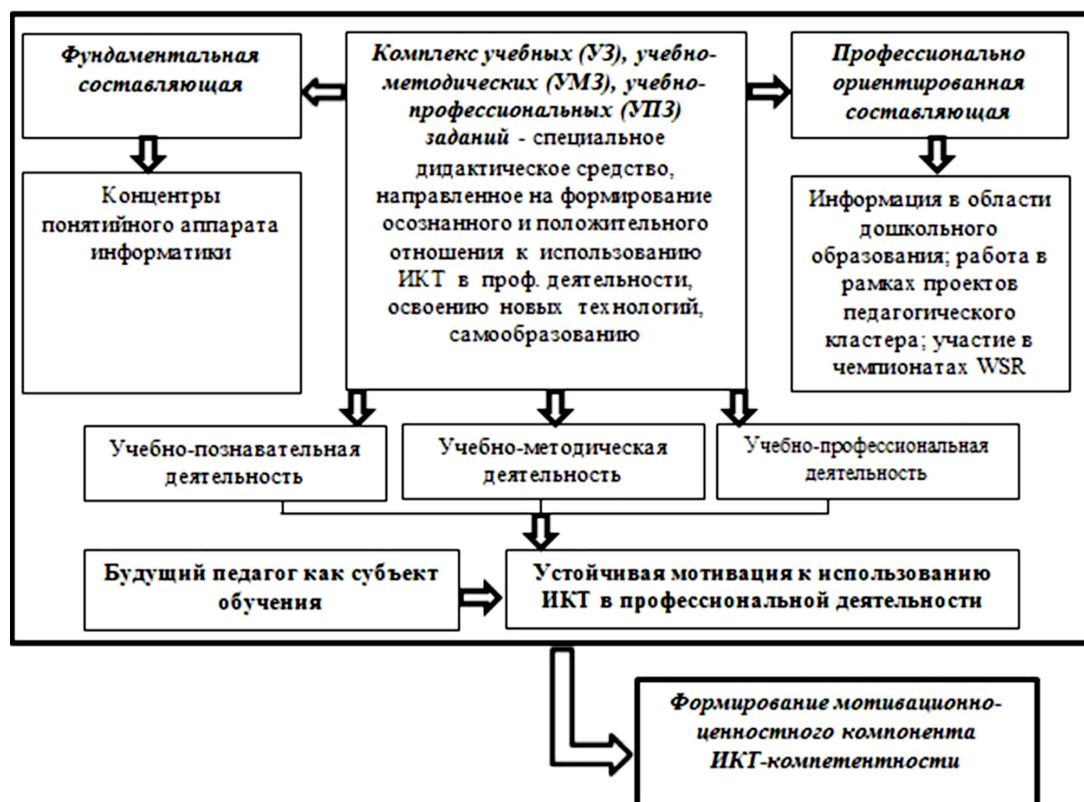 Фундаментальная
составляющая
Комплекс учебных (УЗ), учебно-
методических (УМЗ), учебно-
профессиональных (УПЗ)
заданий - специальное
дидактическое средство,
направленное на формирование
осознанного и положительного
отношения к использованию
ИКТ в проф. деятельности,
освоению новых технологий,
самообразованию
Профессионально
ориентированная
составляющая
Концентры
понятийного аппарата
информатики
Информация в области
дошкольного
образования; работа в
рамках проектов
педагогического
кластера; участие в
чемпионатах WSR
Учебно-познавательная
деятельность
Учебно-методическая
деятельность
Учебно-профессиональная
деятельность
Будущий педагог как субъект
обучения
Устойчивая мотивация к использованию
ИКТ в профессиональной деятельности
Формирование мотивационно-
ценностного компонента
ИКТ-компетентности